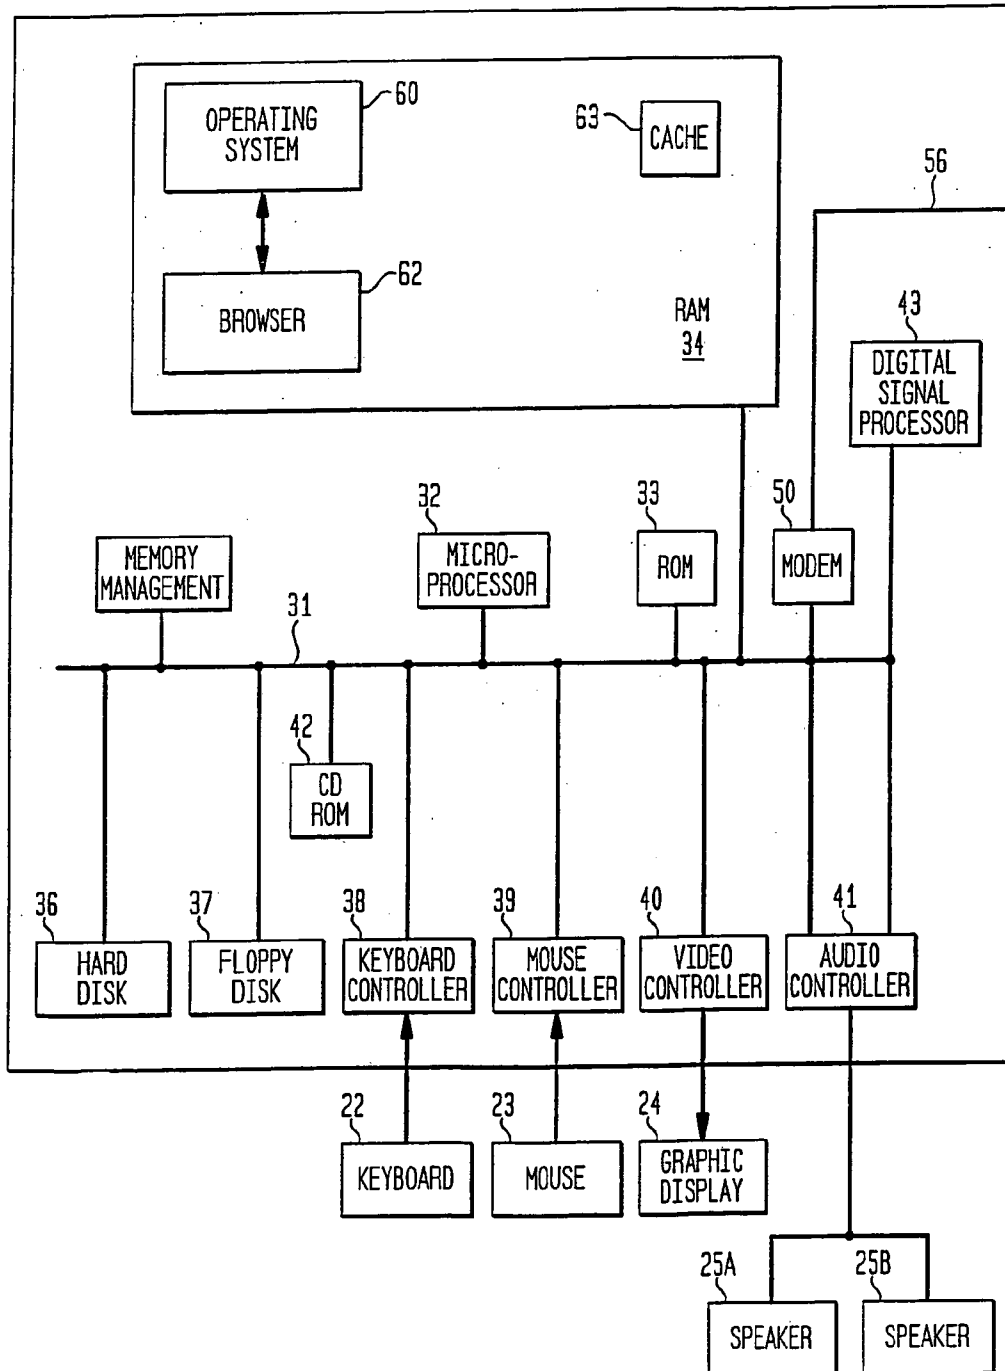 60
OPERATING
SYSTEM
63
CACHE
56
62
BROWSER
RAM
34
43
DIGITAL
SIGNAL
PROCESSOR
32
33
50
MEMORY
MANAGEMENT
MICRO-
PROCESSOR
ROM
MODEM
31
42
CD
ROM
36
37
38
39
40
41
HARD
DISK
FLOPPY
DISK
KEYBOARD
CONTROLLER
MOUSE
CONTROLLER
VIDEO
CONTROLLER
AUDIO
CONTROLLER
22
23
24
KEYBOARD
MOUSE
GRAPHIC
DISPLAY
25A
25B
SPEAKER
SPEAKER